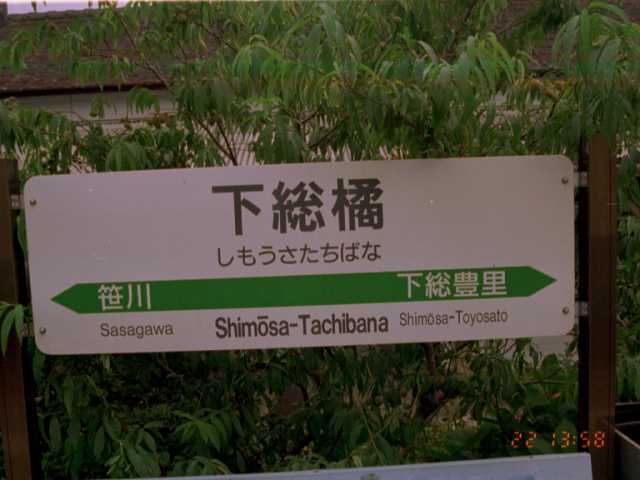 下総橘
しもうさたちばな
笹川 下総豊里
Sasagawa Shimōsa-Tachibana Shimōsa-Toyosato
22 13:58